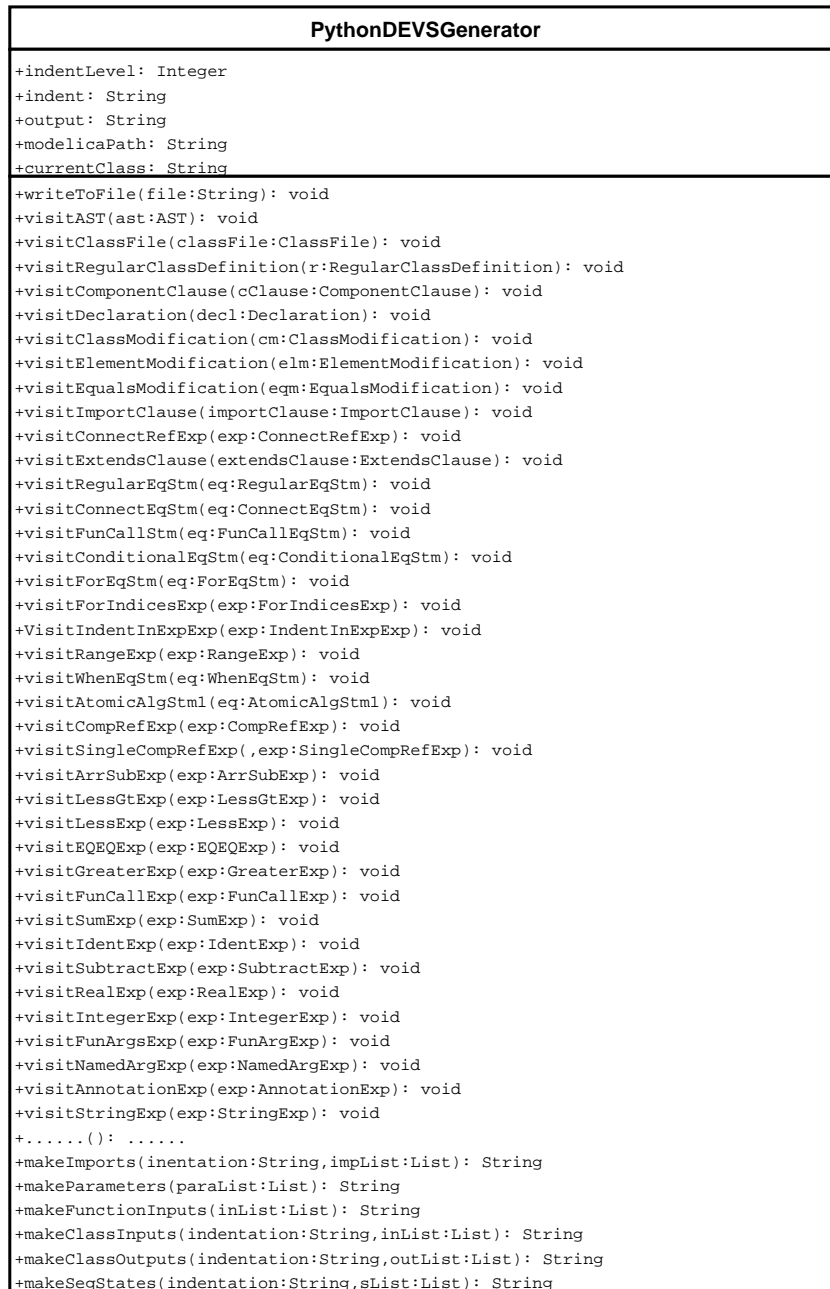 PythonDEVSGenerator
+indentLevel: Integer
+indent: String
+output: String
+modelicaPath: String
+currentClass: String
+writeToFile(file:String): void
+visitAST(ast:AST): void
+visitClassFile(classFile:ClassFile): void
+visitRegularClassDefinition(r:RegularClassDefinition): void
+visitComponentClause(cClause:ComponentClause): void
+visitDeclaration(decl:Declaration): void
+visitClassModification(cm:ClassModification): void
+visitElementModification(elm:ElementModification): void
+visitEqualsModification(eqm:EqualsModification): void
+visitImportClause(importClause:ImportClause): void
+visitConnectRefExp(exp:ConnectRefExp): void
+visitExtendsClause(extendsClause:ExtendsClause): void
+visitRegularEqStm(eq:RegularEqStm): void
+visitConnectEqStm(eq:ConnectEqStm): void
+visitFunCallStm(eq:FunCallEqStm): void
+visitConditionalEqStm(eq:ConditionalEqStm): void
+visitForEqStm(eq:ForEqStm): void
+visitForIndicesExp(exp:ForIndicesExp): void
+VisitIndentInExpExp(exp:IndentInExpExp): void
+visitRangeExp(exp:RangeExp): void
+visitWhenEqStm(eq:WhenEqStm): void
+visitAtomicAlgStm1(eq:AtomicAlgStm1): void
+visitCompRefExp(exp:CompRefExp): void
+visitSingleCompRefExp(,exp:SingleCompRefExp): void
+visitArrSubExp(exp:ArrSubExp): void
+visitLessGtExp(exp:LessGtExp): void
+visitLessExp(exp:LessExp): void
+visitEQEQExp(exp:EQEQExp): void
+visitGreaterExp(exp:GreaterExp): void
+visitFunCallExp(exp:FunCallExp): void
+visitSumExp(exp:SumExp): void
+visitIdentExp(exp:IdentExp): void
+visitSubtractExp(exp:SubtractExp): void
+visitRealExp(exp:RealExp): void
+visitIntegerExp(exp:IntegerExp): void
+visitFunArgsExp(exp:FunArgExp): void
+visitNamedArgExp(exp:NamedArgExp): void
+visitAnnotationExp(exp:AnnotationExp): void
+visitStringExp(exp:StringExp): void
+......(): ......
+makeImports(inentation:String,impList:List): String
+makeParameters(paraList:List): String
+makeFunctionInputs(inList:List): String
+makeClassInputs(indentation:String,inList:List): String
+makeClassOutputs(indentation:String,outList:List): String
+makeSeqStates(indentation:String,sList:List): String